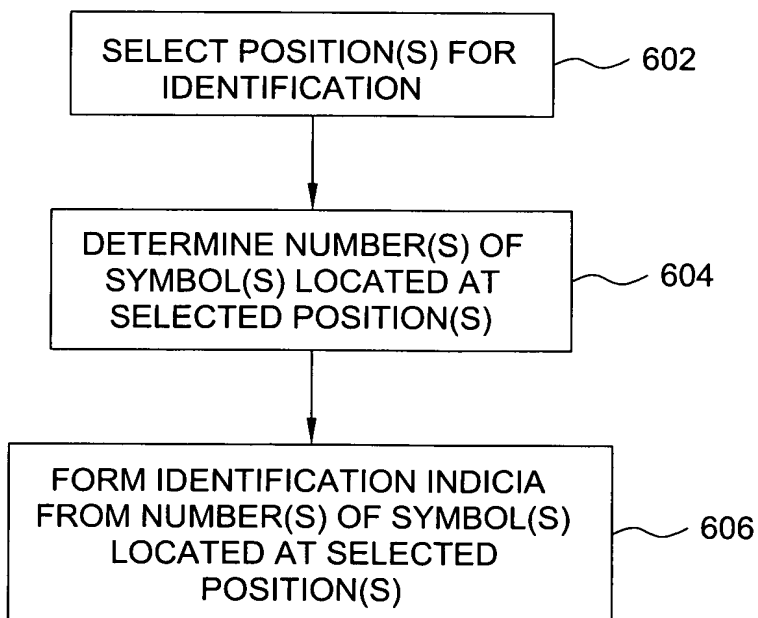 SELECT POSITION(S) FOR
IDENTIFICATION
602
DETERMINE NUMBER(S) OF
SYMBOL(S) LOCATED AT
SELECTED POSITION(S)
604
FORM IDENTIFICATION INDICIA
FROM NUMBER(S) OF SYMBOL(S)
LOCATED AT SELECTED
POSITION(S)
606